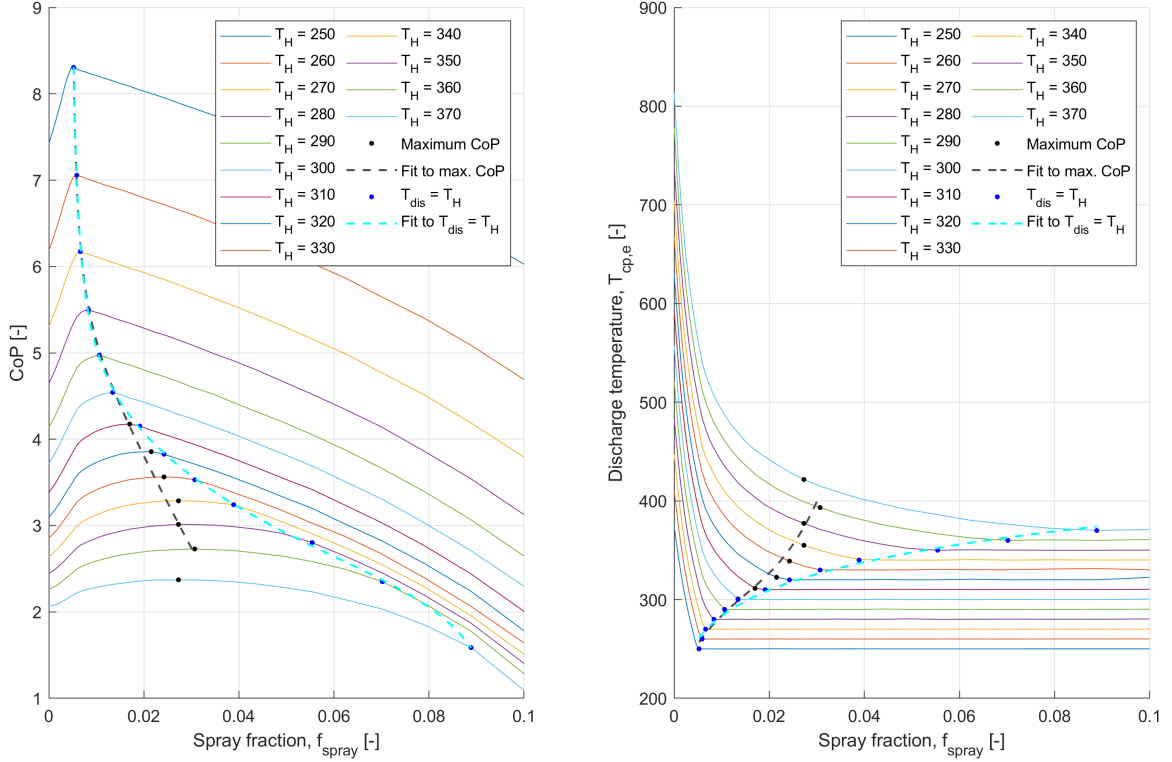 9
8
7
6
5
4
3
2
1
CoP [-]
0
0.02
0.04
0.06
0.08
0.1
Spray fraction, f_spray [-]
T_H = 250
T_H = 260
T_H = 270
T_H = 280
T_H = 290
T_H = 300
T_H = 310
T_H = 320
T_H = 330
T_H = 340
T_H = 350
T_H = 360
T_H = 370
Maximum CoP
Fit to max. CoP
T_dis = T_H
Fit to T_dis = T_H
900
800
700
600
500
400
300
200
Discharge temperature, T_cp,e [-]
0
0.02
0.04
0.06
0.08
0.1
Spray fraction, f_spray [-]
T_H = 250
T_H = 260
T_H = 270
T_H = 280
T_H = 290
T_H = 300
T_H = 310
T_H = 320
T_H = 330
T_H = 340
T_H = 350
T_H = 360
T_H = 370
Maximum CoP
Fit to max. CoP
T_dis = T_H
Fit to T_dis = T_H